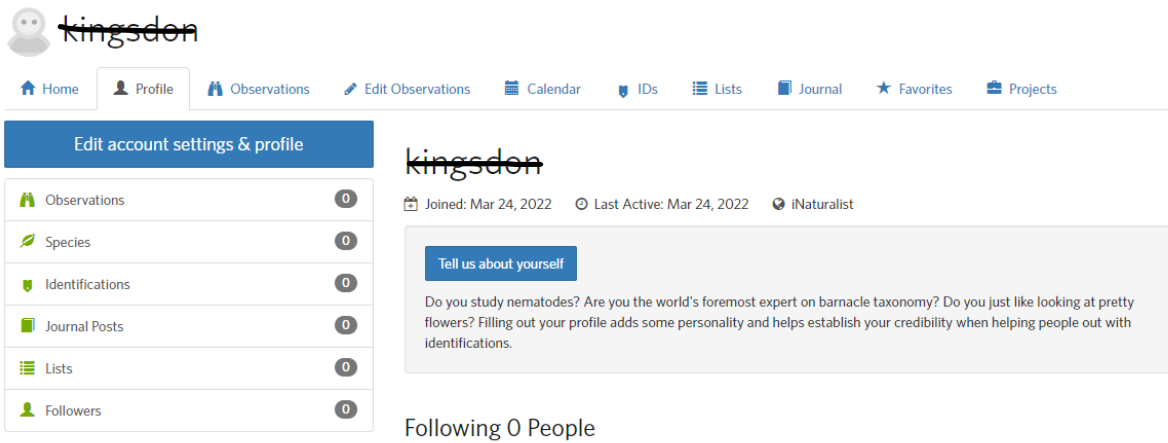 kingsdon
Home Profile Observations Edit Observations Calendar IDs Lists Journal Favorites Projects
Edit account settings & profile
Observations 0
Species 0
Identifications 0
Journal Posts 0
Lists 0
Followers 0
kingsdon
Joined: Mar 24, 2022 Last Active: Mar 24, 2022 iNaturalist
Tell us about yourself
Do you study nematodes? Are you the world's foremost expert on barnacle taxonomy? Do you just like looking at pretty
flowers? Filling out your profile adds some personality and helps establish your credibility when helping people out with
identifications.
Following 0 People